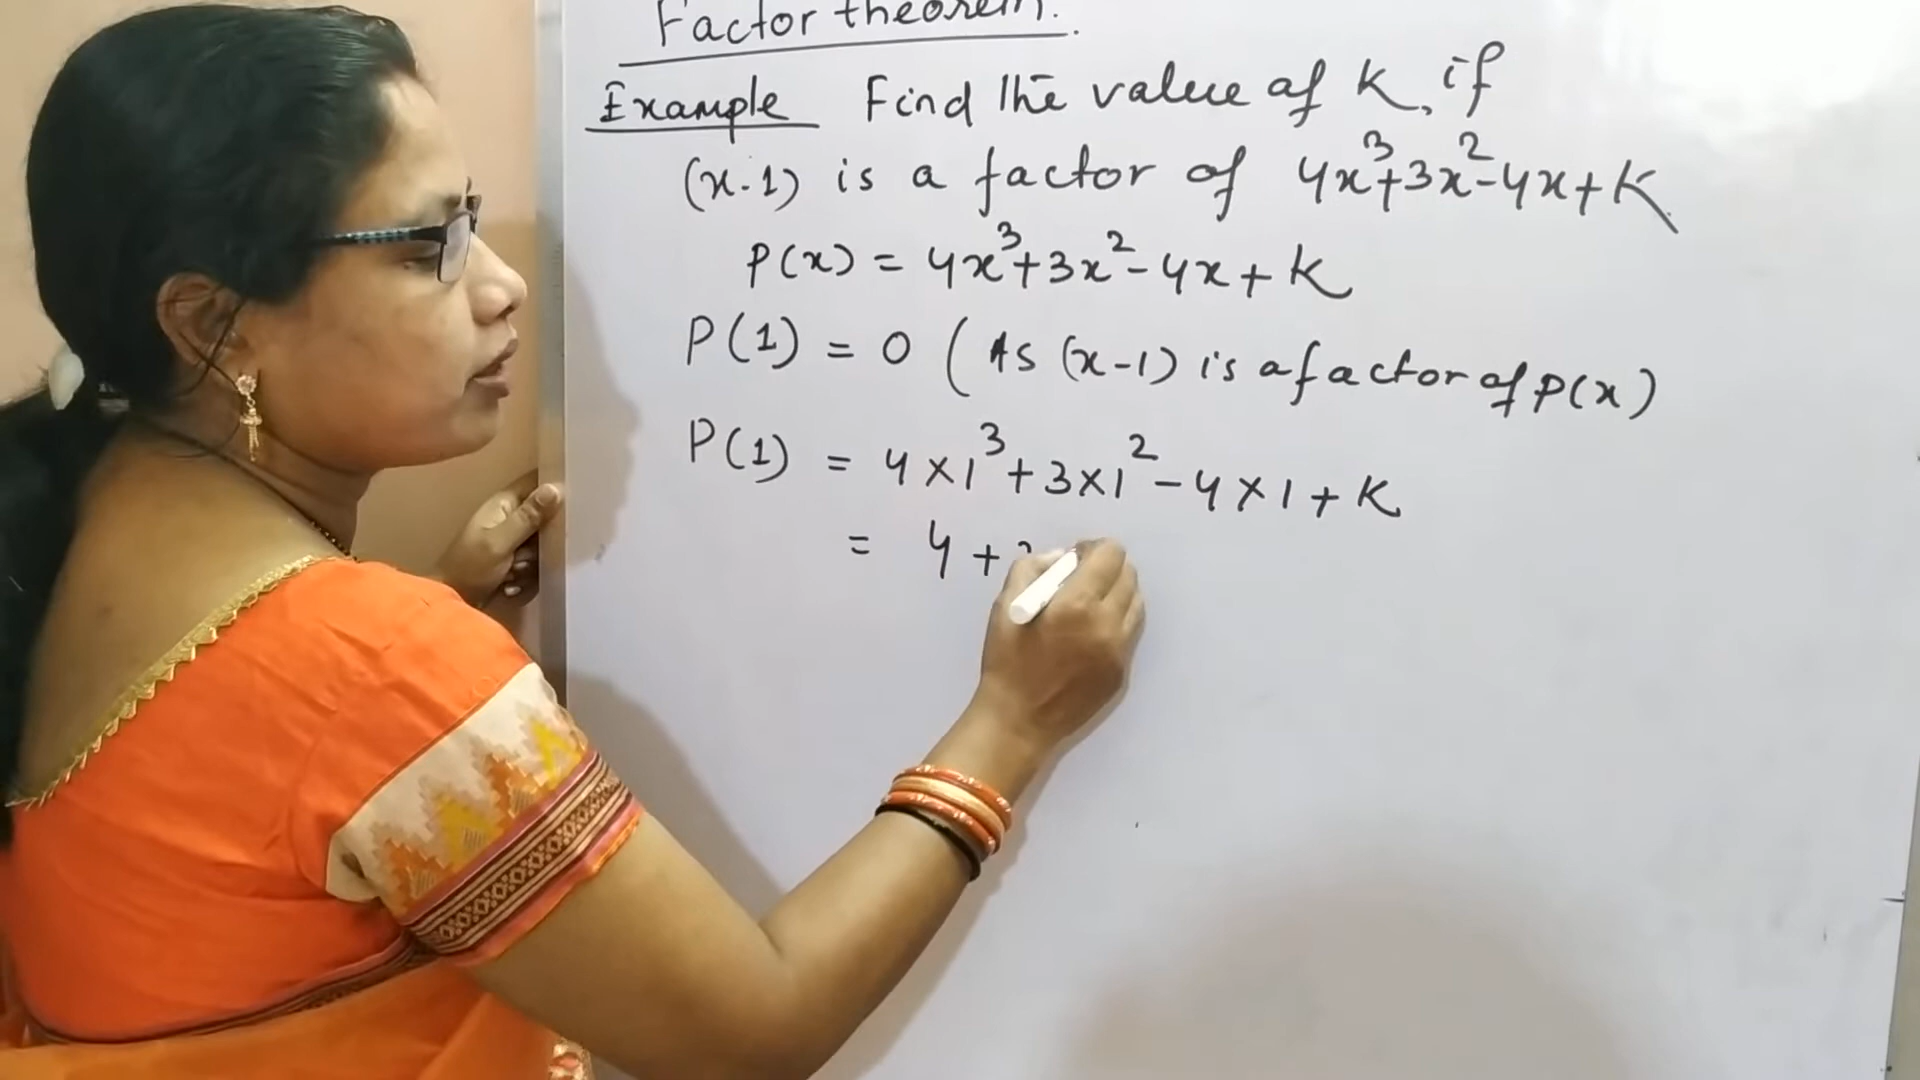 Factor theorem.
Example Find the value of K, if
(x-1) is a factor of 4x³+3x²-4x+K.
P(x) = 4x³+3x²-4x+K
P(1) = 0 (As (x-1) is a factor of P(x)
P(1) = 4×1³+3×1²-4×1+K
= 4+